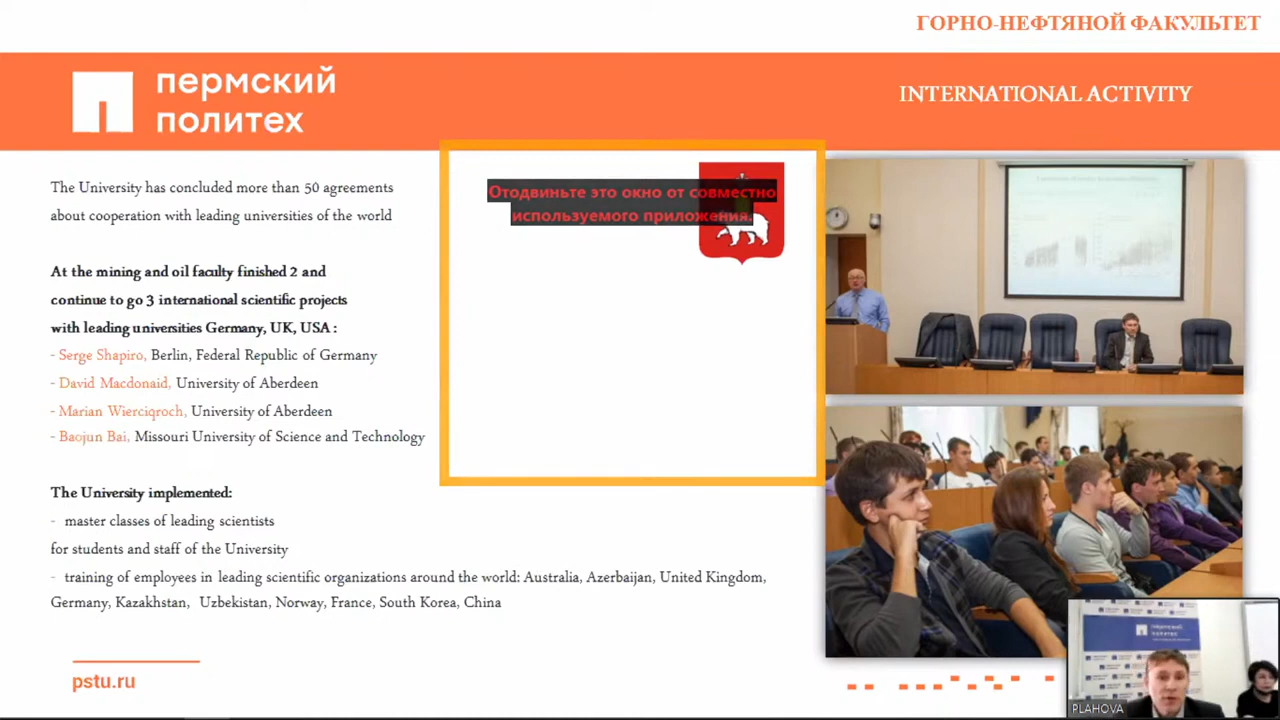 ГОРНО-НЕФТЯНОЙ ФАКУЛЬТЕТ
пермский
политех
INTERNATIONAL ACTIVITY
The University has concluded more than 50 agreements
about cooperation with leading universities of the world
At the mining and oil faculty finished 2 and
continue to go 3 international scientific projects
with leading universities Germany, UK, USA :
- Serge Shapiro, Berlin, Federal Republic of Germany
- David Macdonaid, University of Aberdeen
- Marian Wierciqroch, University of Aberdeen
- Baojun Bai, Missouri University of Science and Technology
The University implemented:
- master classes of leading scientists
for students and staff of the University
- training of employees in leading scientific organizations around the world: Australia, Azerbaijan, United Kingdom,
Germany, Kazakhstan, Uzbekistan, Norway, France, South Korea, China
Отодвиньте это окно от совместно
используемого приложения.
pstu.ru
пермский
политех
PLAHOVA